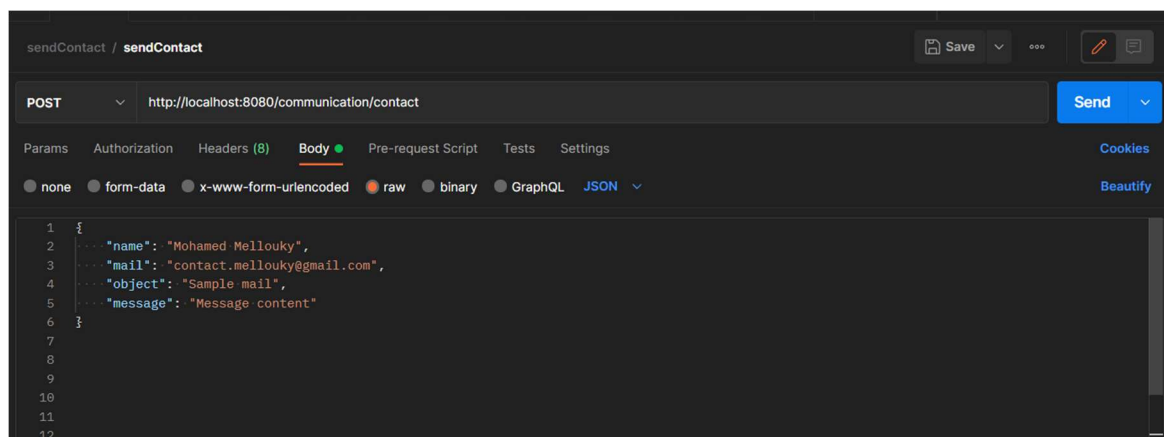 sendContact / sendContact
Save
POST
http://localhost:8080/communication/contact
Send
Params Authorization Headers (8) Body Pre-request Script Tests Settings Cookies
none form-data x-www-form-urlencoded raw binary GraphQL JSON Beautify
1 {
2 "name": "Mohamed Mellouky",
3 "mail": "contact.mellouky@gmail.com",
4 "object": "Sample mail",
5 "message": "Message content"
6 }
7
8
9
10
11
12